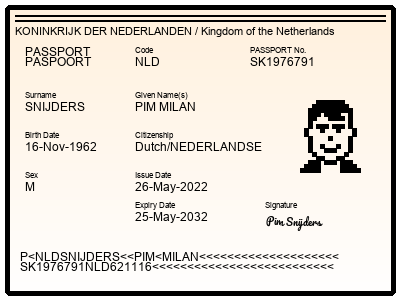 KONINKRIJK DER NEDERLANDEN / Kingdom of the Netherlands
PASSPORT Code PASSPORT No.
PASPOORT NLD SK1976791
Surname Given Name(s)
SNIJDERS PIM MILAN
Birth Date Citizenship
16-Nov-1962 Dutch/NEDERLANDSE
Sex Issue Date
M 26-May-2022
Expiry Date Signature
25-May-2032 Pim Snijders
P<NLDSNIJDERS<<PIM<MILAN<<<<<<<<<<<<<<<<<<<<
SK1976791NLD621116<<<<<<<<<<<<<<<<<<<<<<<<<<